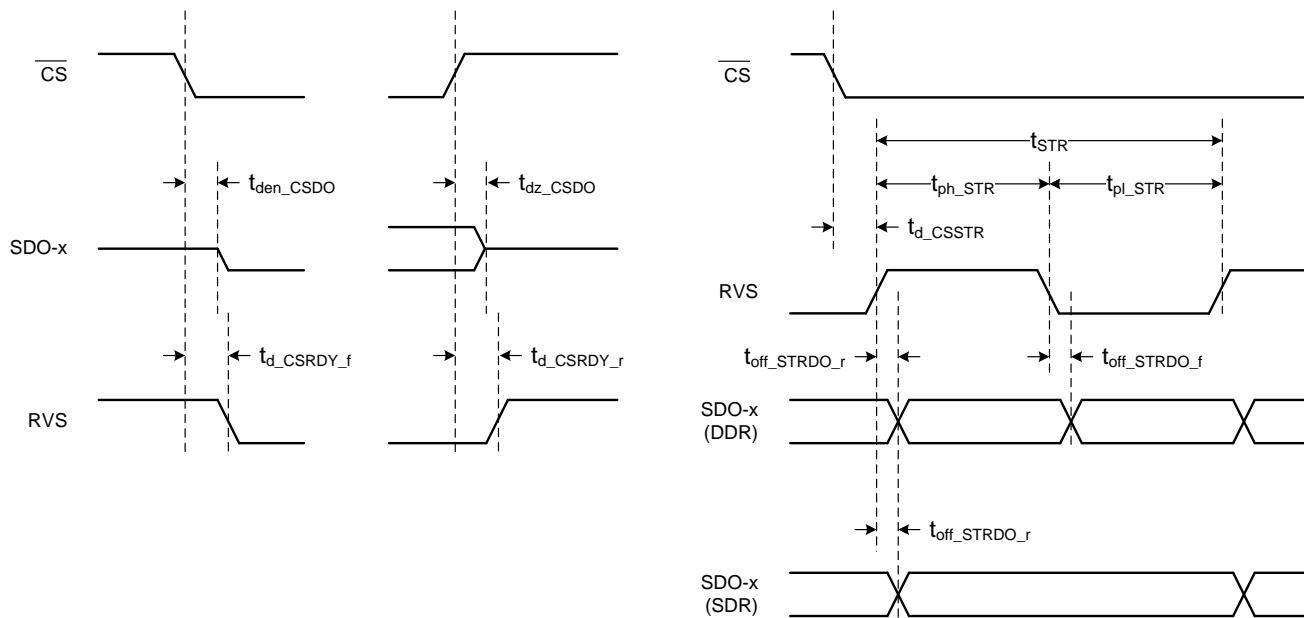 CS
t_den_CSDO
t_dz_CSDO
SDO-x
t_d_CSRDY_f
t_d_CSRDY_r
RVS
CS
t_STR
t_ph_STR
t_pl_STR
t_d_CSSTR
RVS
t_off_STRDO_r
t_off_STRDO_f
SDO-x
(DDR)
t_off_STRDO_r
SDO-x
(SDR)